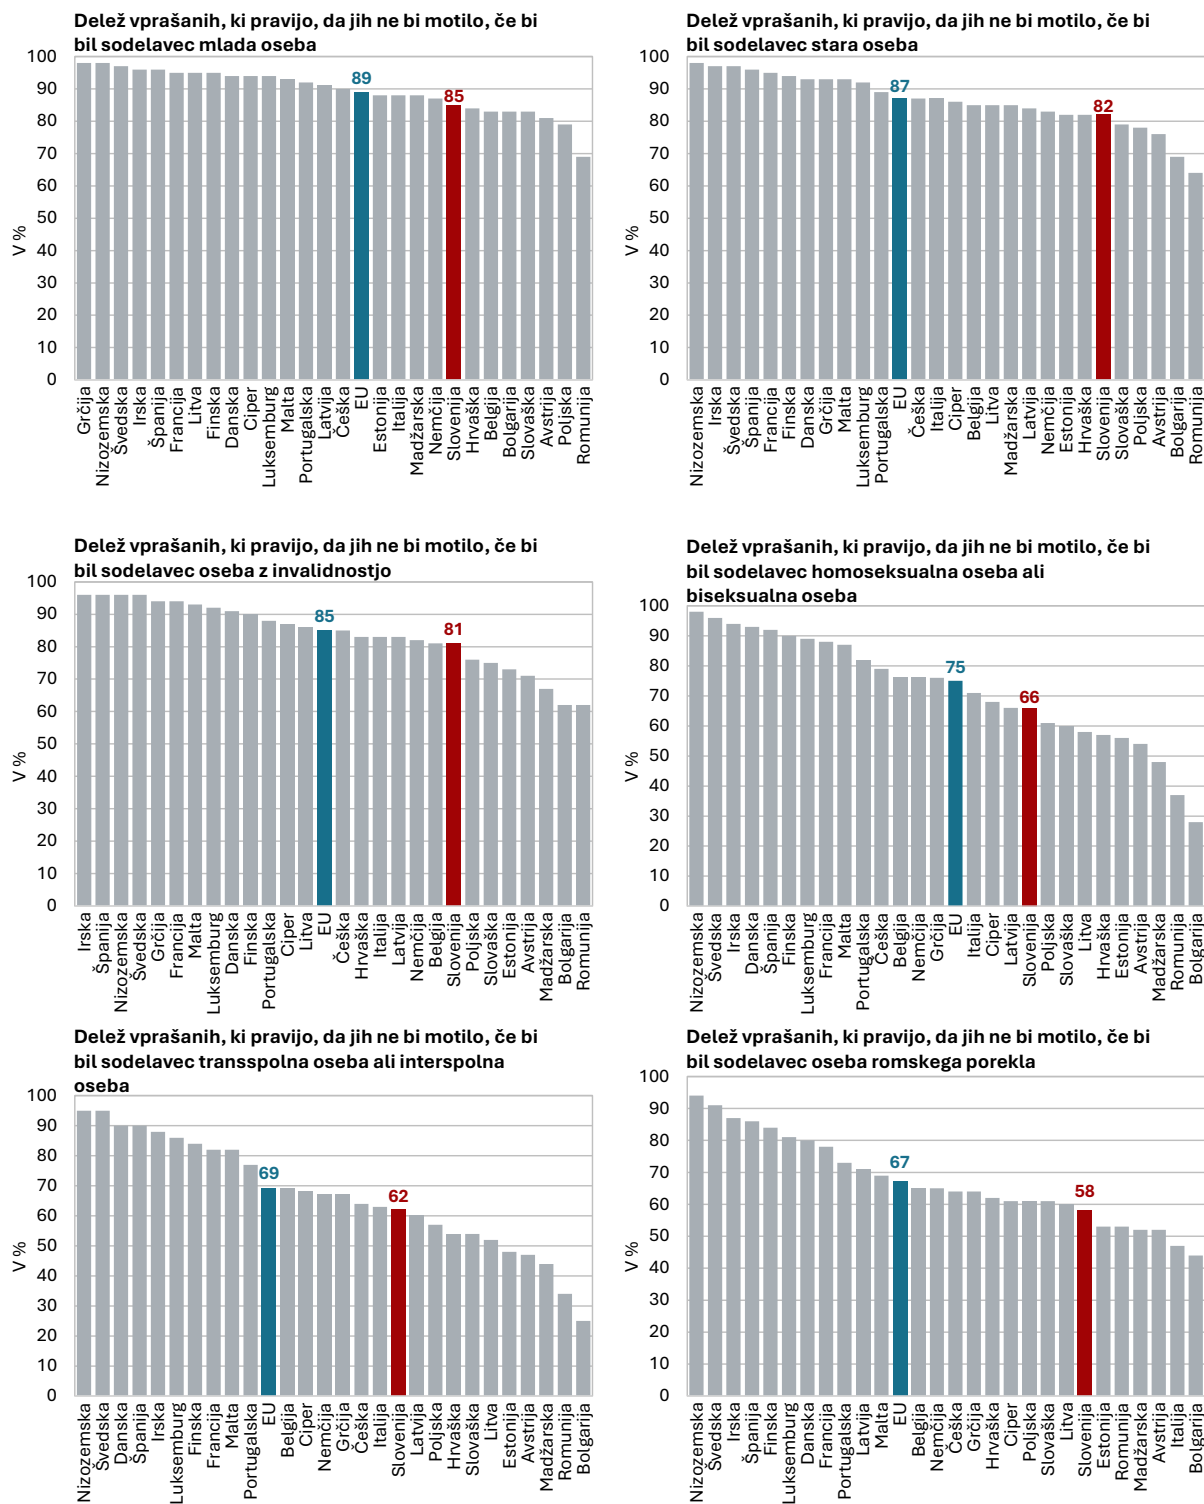 Delež vprašanih, ki pravijo, da jih ne bi motilo, če bi
bil sodelavec mlada oseba
100
90
80
70
60
50
40
30
20
10
0
V %
89
85
Grčija
Nizozemska
Švedska
Irska
Španija
Francija
Litva
Finska
Danska
Ciper
Luksemburg
Malta
Portugalska
Latvija
Češka
EU
Estonija
Italija
Madžarska
Nemčija
Slovenija
Hrvaška
Belgija
Bolgarija
Slovaška
Avstrija
Poljska
Romunija
Delež vprašanih, ki pravijo, da jih ne bi motilo, če bi
bil sodelavec stara oseba
100
90
80
70
60
50
40
30
20
10
0
V %
87
82
Nizozemska
Irska
Švedska
Španija
Francija
Finska
Danska
Grčija
Malta
Luksemburg
Portugalska
EU
Češka
Italija
Ciper
Belgija
Litva
Madžarska
Latvija
Nemčija
Estonija
Hrvaška
Slovenija
Slovaška
Poljska
Avstrija
Bolgarija
Romunija
Delež vprašanih, ki pravijo, da jih ne bi motilo, če bi
bil sodelavec oseba z invalidnostjo
100
90
80
70
60
50
40
30
20
10
0
V %
85
81
Irska
Španija
Nizozemska
Švedska
Grčija
Francija
Malta
Luksemburg
Danska
Finska
Portugalska
Ciper
Litva
EU
Češka
Hrvaška
Italija
Latvija
Nemčija
Belgija
Slovenija
Poljska
Slovaška
Estonija
Avstrija
Madžarska
Bolgarija
Romunija
Delež vprašanih, ki pravijo, da jih ne bi motilo, če bi
bil sodelavec homoseksualna oseba ali
biseksualna oseba
100
90
80
70
60
50
40
30
20
10
0
V %
75
66
Nizozemska
Švedska
Irska
Danska
Španija
Finska
Luksemburg
Francija
Malta
Portugalska
Češka
Belgija
Nemčija
Grčija
EU
Italija
Ciper
Latvija
Slovenija
Poljska
Slovaška
Litva
Hrvaška
Estonija
Avstrija
Madžarska
Romunija
Bolgarija
Delež vprašanih, ki pravijo, da jih ne bi motilo, če bi
bil sodelavec transspolna oseba ali interspolna
oseba
100
90
80
70
60
50
40
30
20
10
0
V %
69
62
Nizozemska
Švedska
Danska
Španija
Irska
Luksemburg
Finska
Francija
Malta
Portugalska
EU
Belgija
Ciper
Nemčija
Grčija
Češka
Italija
Slovenija
Latvija
Poljska
Hrvaška
Slovaška
Litva
Estonija
Avstrija
Madžarska
Romunija
Bolgarija
Delež vprašanih, ki pravijo, da jih ne bi motilo, če bi
bil sodelavec oseba romskega porekla
100
90
80
70
60
50
40
30
20
10
0
V %
67
58
Nizozemska
Švedska
Irska
Španija
Finska
Luksemburg
Danska
Francija
Portugalska
Latvija
Malta
EU
Belgija
Nemčija
Češka
Grčija
Hrvaška
Ciper
Poljska
Slovaška
Litva
Slovenija
Estonija
Romunija
Madžarska
Avstrija
Italija
Bolgarija